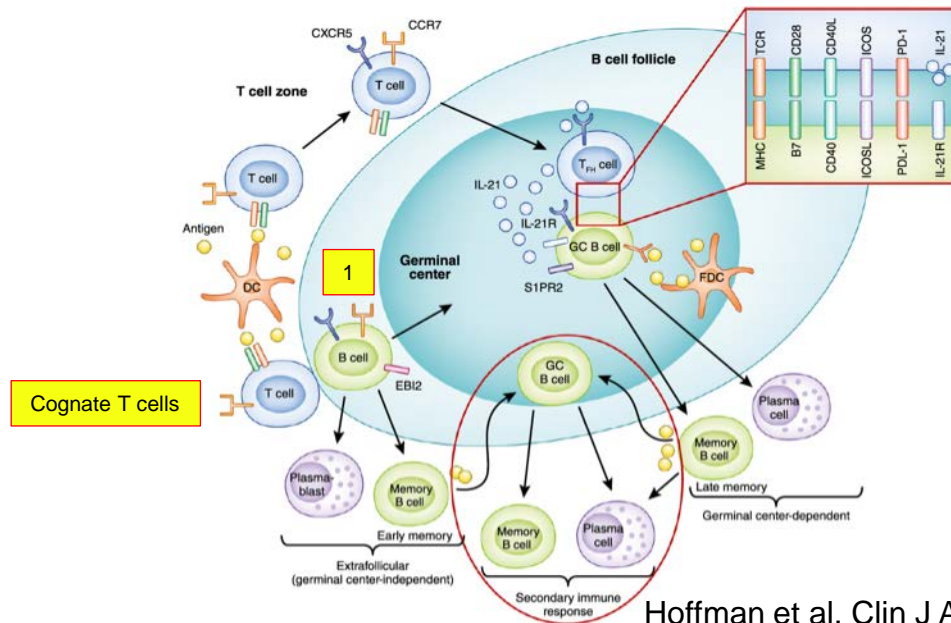 CXCR5
CCR7
T cell
T cell zone
B cell follicle
TCR
CD28
CD40L
ICOS
PD-1
IL-21
MHC
B7
CD40
ICOSL
PDL-1
IL-21R
T cell
Antigen
DC
TFH cell
IL-21
IL-21R
GC B cell
S1PR2
FDC
1
Germinal
center
B cell
EBI2
T cell
Cognate T cells
GC
B cell
Plasma-
blast
Memory
B cell
Early memory
Extrafollicular
(germinal center-independent)
Memory
B cell
Plasma
cell
Secondary immune
response
Plasma
cell
Memory
B cell
Late memory
Germinal center-dependent
Hoffman et al. Clin J A